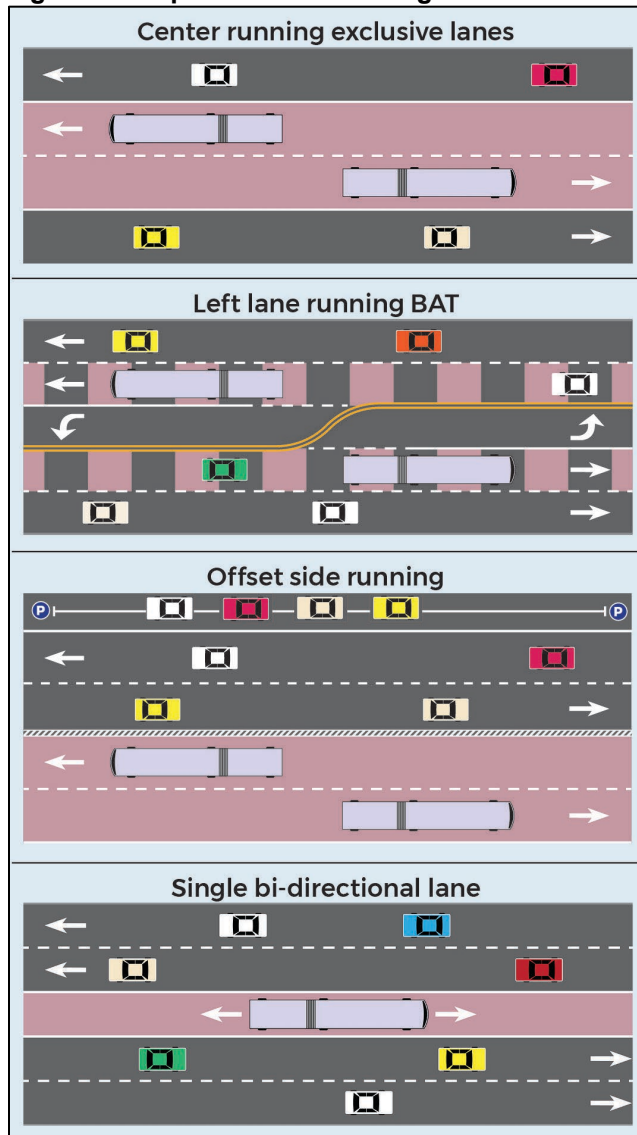 Center running exclusive lanes
Left lane running BAT
Offset side running
P
P
Single bi-directional lane